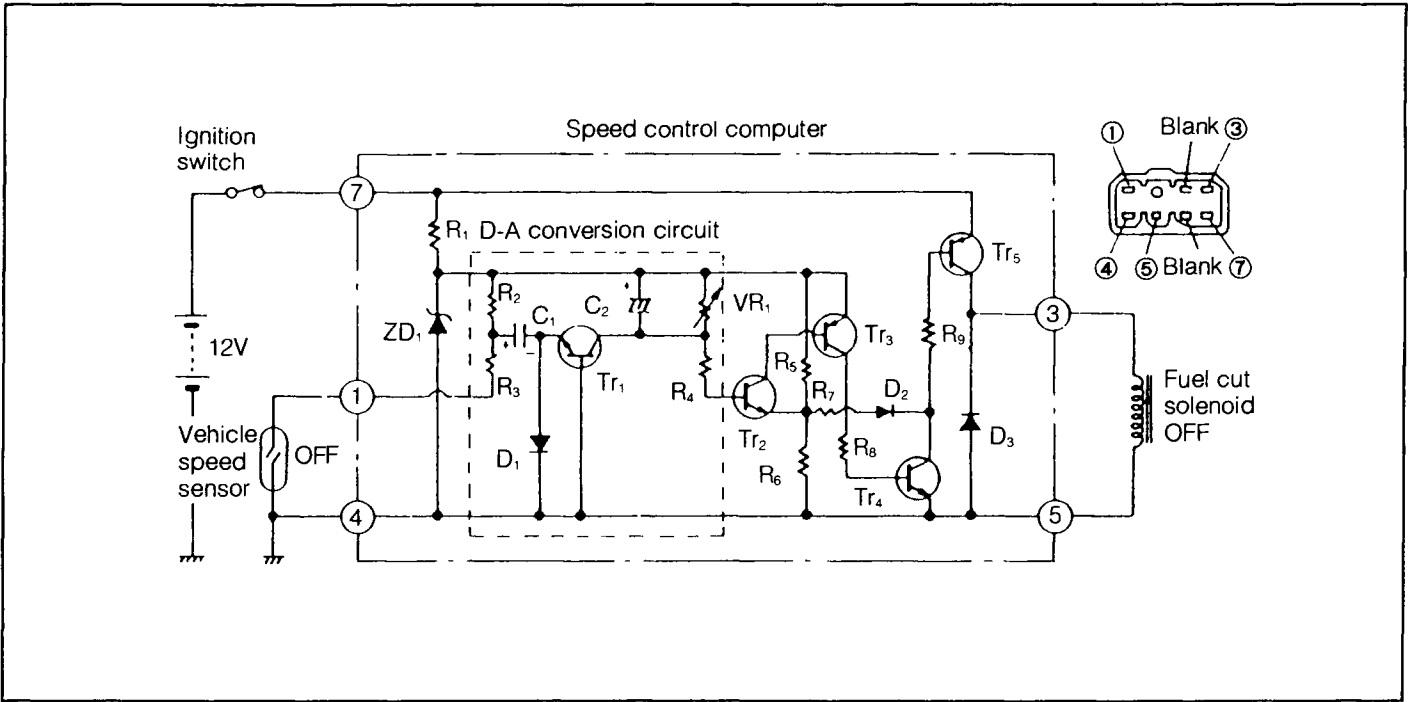 Ignition
switch
Speed control computer
① Blank ③
④ ⑤ Blank ⑦
⑦
R₁ D-A conversion circuit
R₂
C₁
C₂
VR₁
ZD₁
R₃
Tr₁
R₄
Tr₂
Tr₃
R₅
R₇
D₂
R₉
Tr₅
③
12V
①
Vehicle
speed
sensor
OFF
D₁
R₆
R₈
Tr₄
D₃
Fuel cut
solenoid
OFF
④
⑤
+
−
+